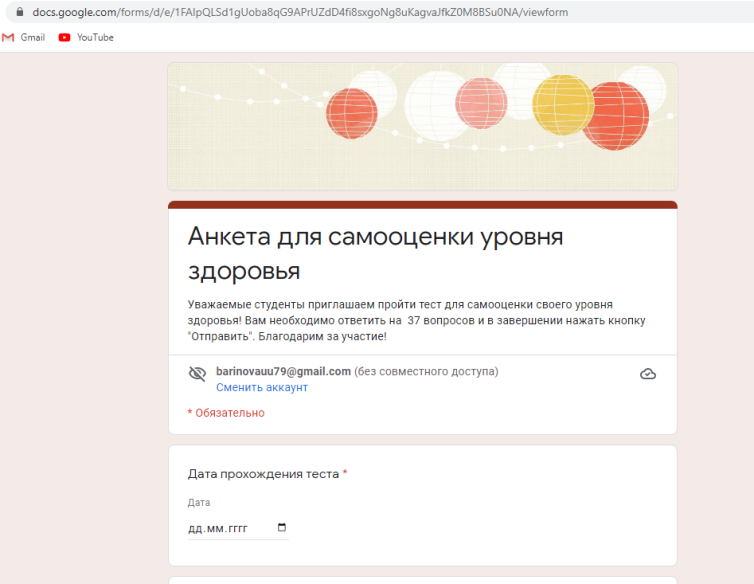 docs.google.com/forms/d/e/1FAIpQLSd1gUoba8qG9APrUZdD4fi8sxgoNg8uKagvaJfkZ0M8BSu0NA/viewform
Gmail YouTube
Анкета для самооценки уровня
здоровья
Уважаемые студенты приглашаем пройти тест для самооценки своего уровня
здоровья! Вам необходимо ответить на 37 вопросов и в завершении нажать кнопку
"Отправить". Благодарим за участие!
barinovauu79@gmail.com (без совместного доступа)
Сменить аккаунт
* Обязательно
Дата прохождения теста *
Дата
дд.мм.гггг